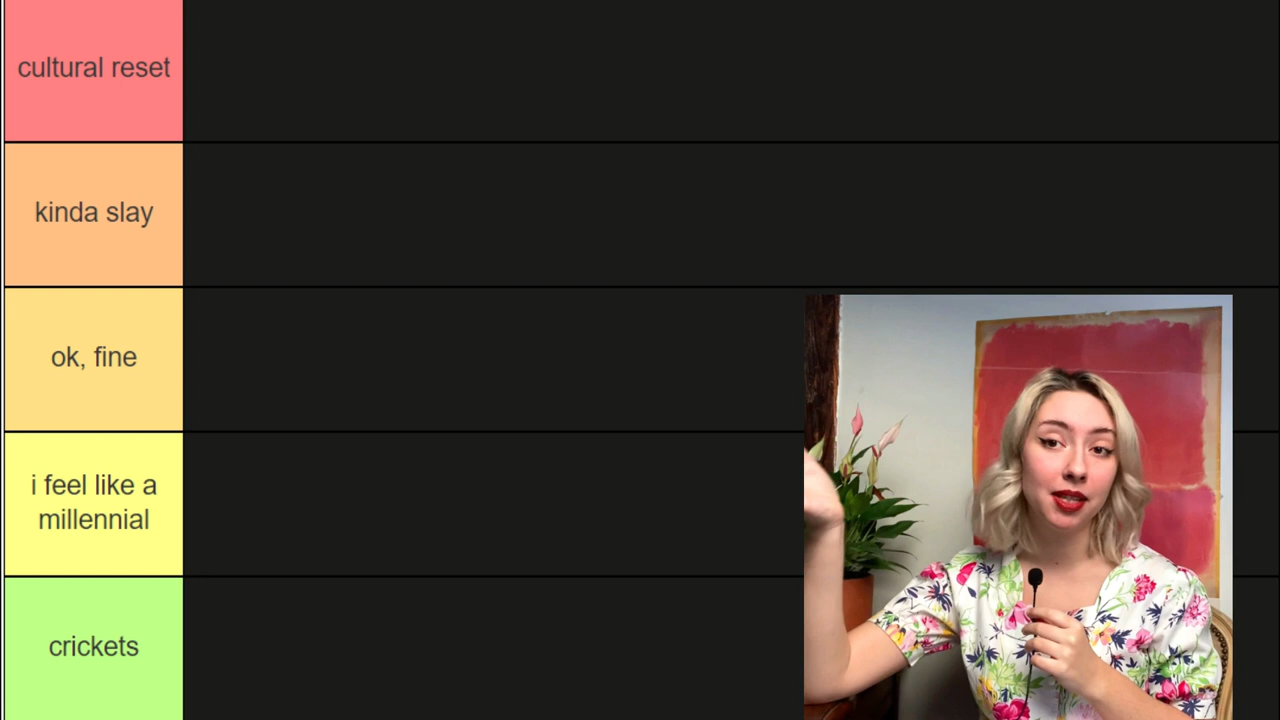 cultural reset
kinda slay
ok, fine
i feel like a
millennial
crickets